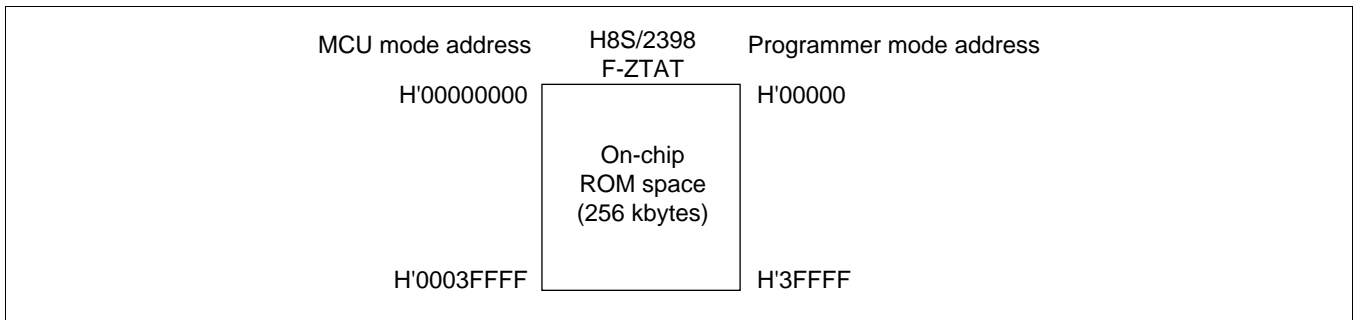 MCU mode address
H8S/2398
F-ZTAT
Programmer mode address
H'00000000
H'00000
On-chip
ROM space
(256 kbytes)
H'0003FFFF
H'3FFFF